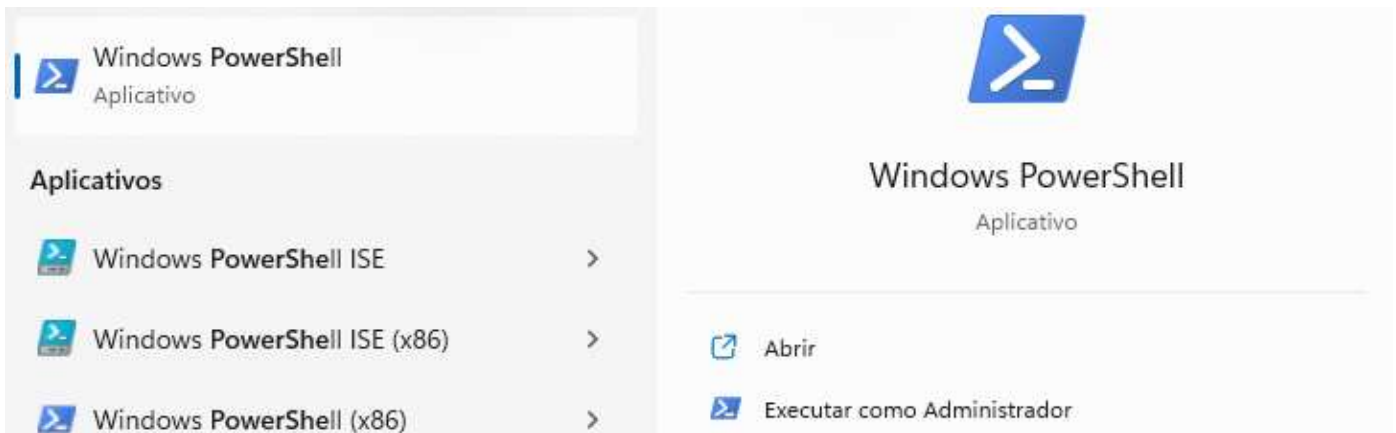 Windows PowerShell
Aplicativo
Aplicativos
Windows PowerShell ISE
Windows PowerShell ISE (x86)
Windows PowerShell (x86)
Windows PowerShell
Aplicativo
Abrir
Executar como Administrador